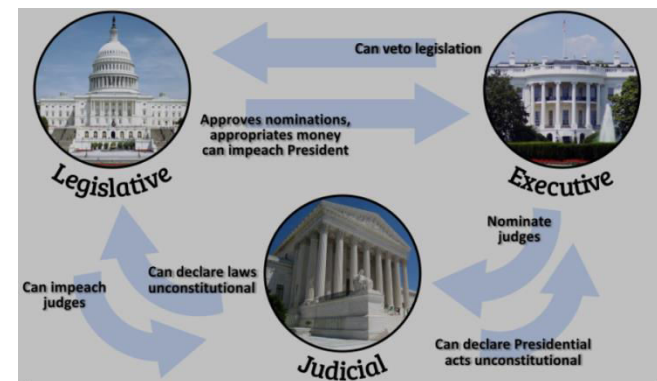 Can veto legislation
Approves nominations,
appropriates money
can impeach President
Legislative
Executive
Nominate
judges
Can declare laws
unconstitutional
Can impeach
judges
Can declare Presidential
acts unconstitutional
Judicial